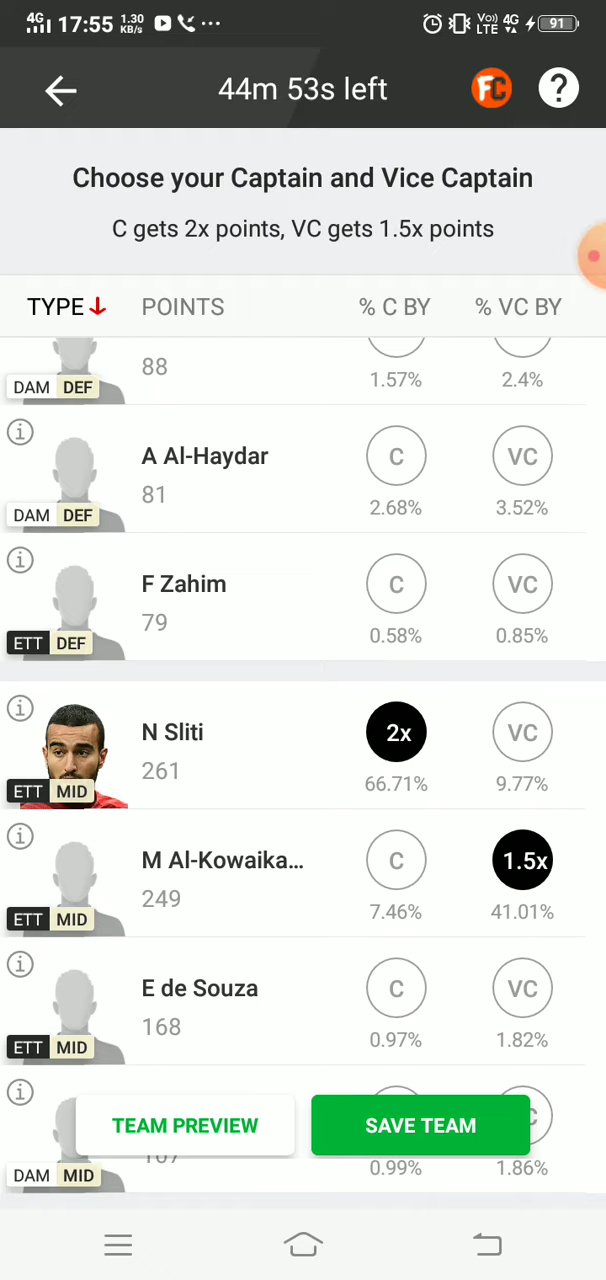 4G 17:55 1.30 KB/s ... Vo) LTE 4G 91
44m 53s left FC ?
Choose your Captain and Vice Captain
C gets 2x points, VC gets 1.5x points
TYPE POINTS % C BY % VC BY
88
DAM DEF 1.57% 2.4%
A Al-Haydar C VC
81
DAM DEF 2.68% 3.52%
F Zahim C VC
79
ETT DEF 0.58% 0.85%
N Sliti 2x VC
261
ETT MID 66.71% 9.77%
M Al-Kowaika... C 1.5x
249
ETT MID 7.46% 41.01%
E de Souza C VC
168
ETT MID 0.97% 1.82%
TEAM PREVIEW SAVE TEAM
DAM MID 0.99% 1.86%